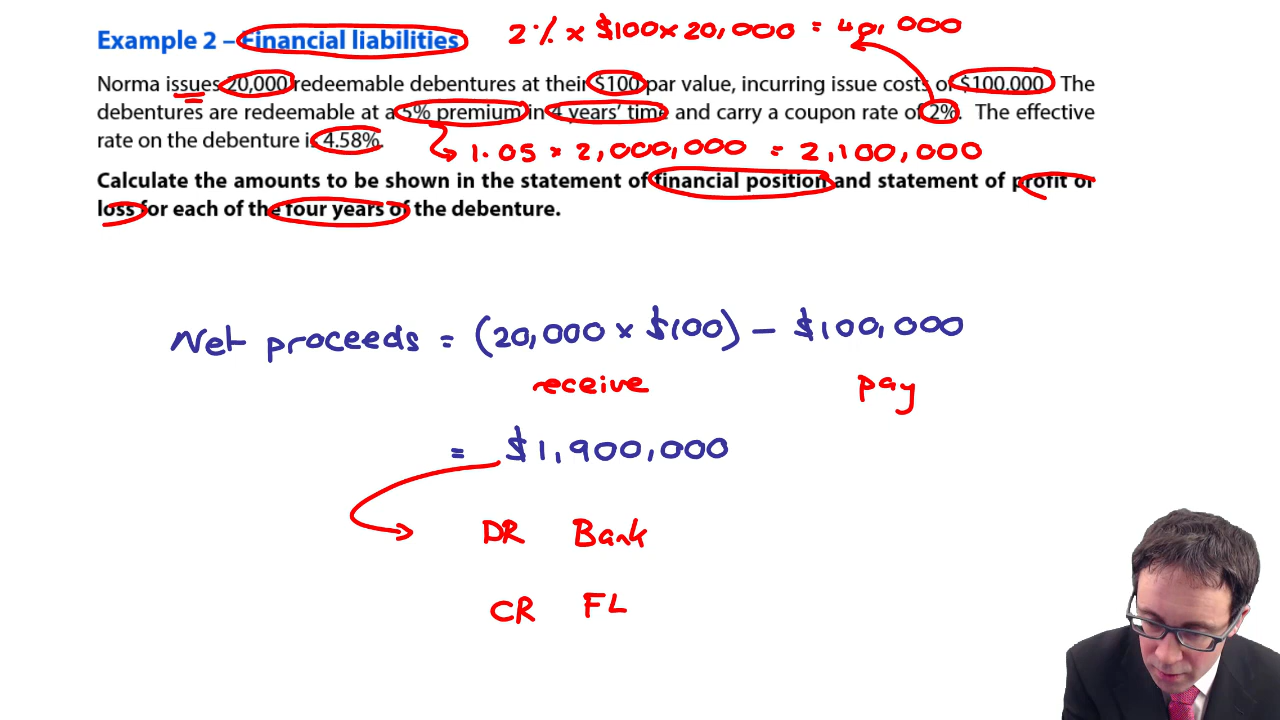 Example 2 – Financial liabilities
2% x $100 x 20,000 = 40,000
Norma issues 20,000 redeemable debentures at their $100 par value, incurring issue costs of $100,000. The
debentures are redeemable at a 5% premium in 4 years' time and carry a coupon rate of 2%. The effective
rate on the debenture is 4.58%.
1.05 x 2,000,000 = 2,100,000
Calculate the amounts to be shown in the statement of financial position and statement of profit or
loss for each of the four years of the debenture.
Net proceeds = (20,000 x $100) – $100,000
receive pay
= $1,900,000
DR Bank
CR FL